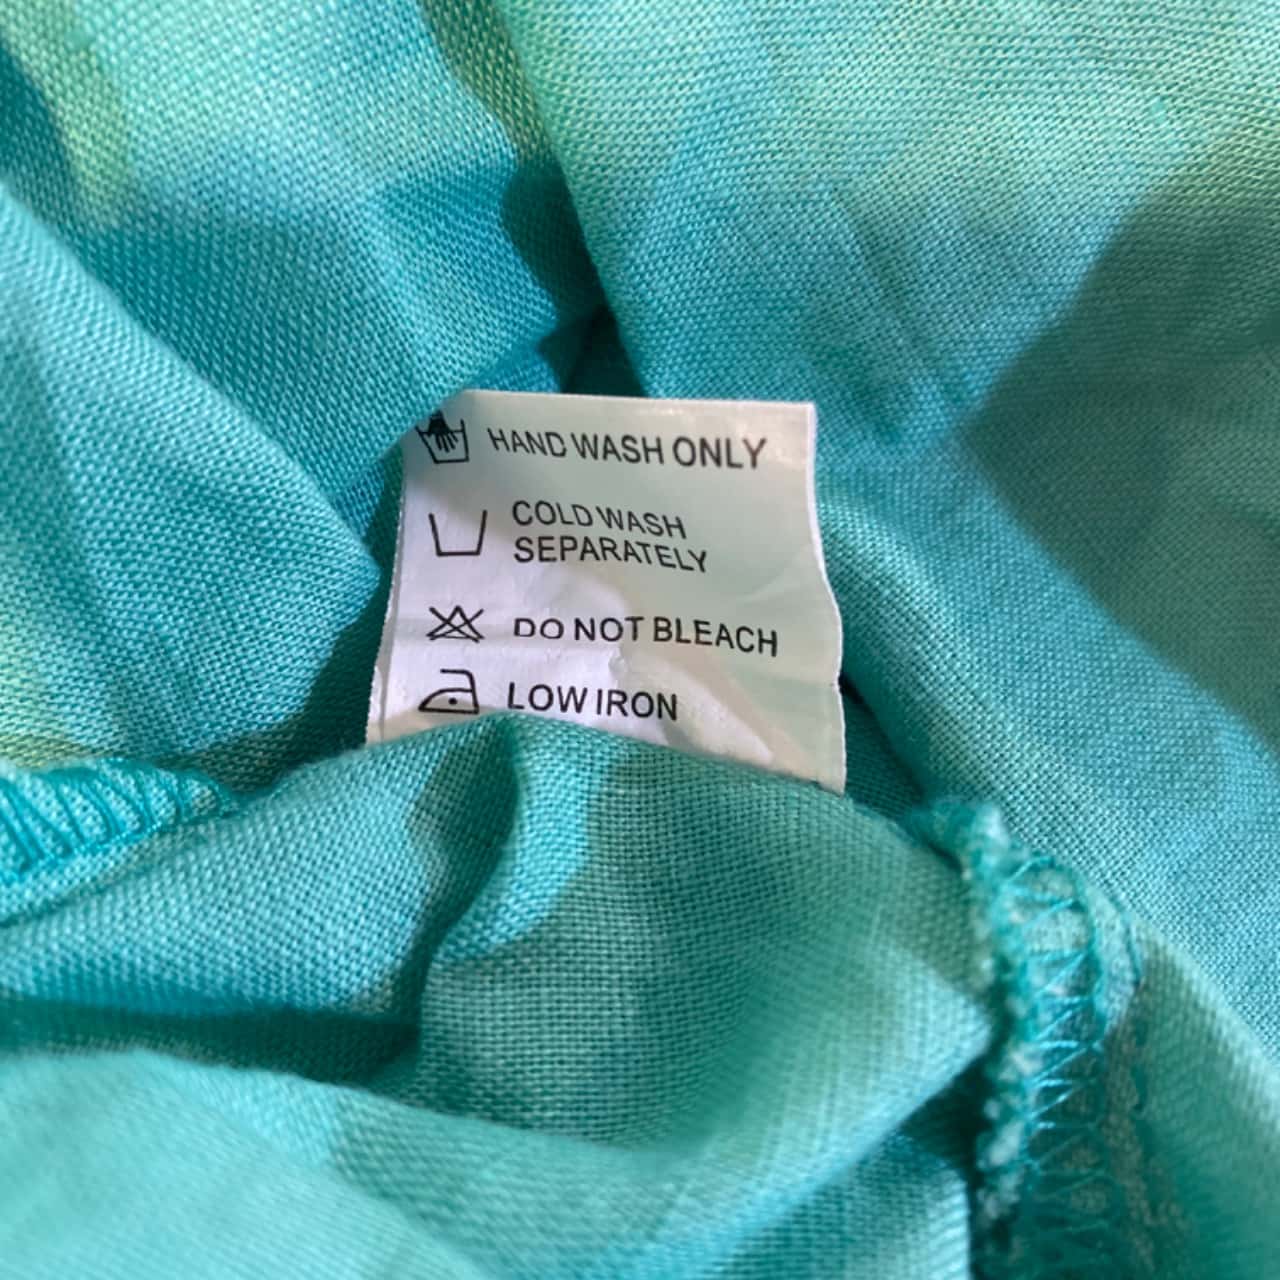 HAND WASH ONLY
COLD WASH
SEPARATELY
DO NOT BLEACH
LOW IRON